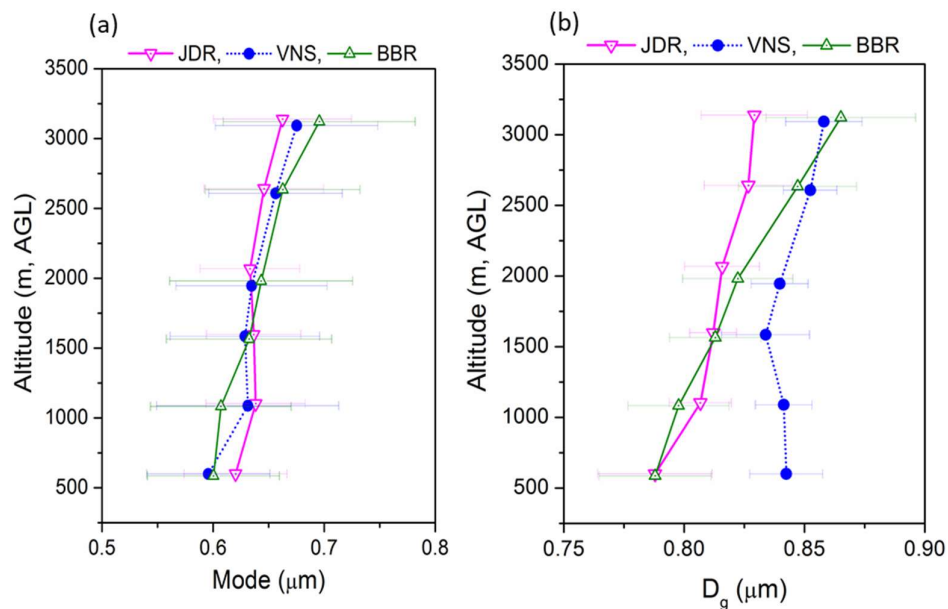 (a)
JDR, VNS, BBR
3500
3000
2500
2000
1500
1000
500
Altitude (m, AGL)
0.5 0.6 0.7 0.8
Mode (μm)
(b)
JDR, VNS, BBR
3500
3000
2500
2000
1500
1000
500
Altitude (m, AGL)
0.75 0.80 0.85 0.90
Dg (μm)